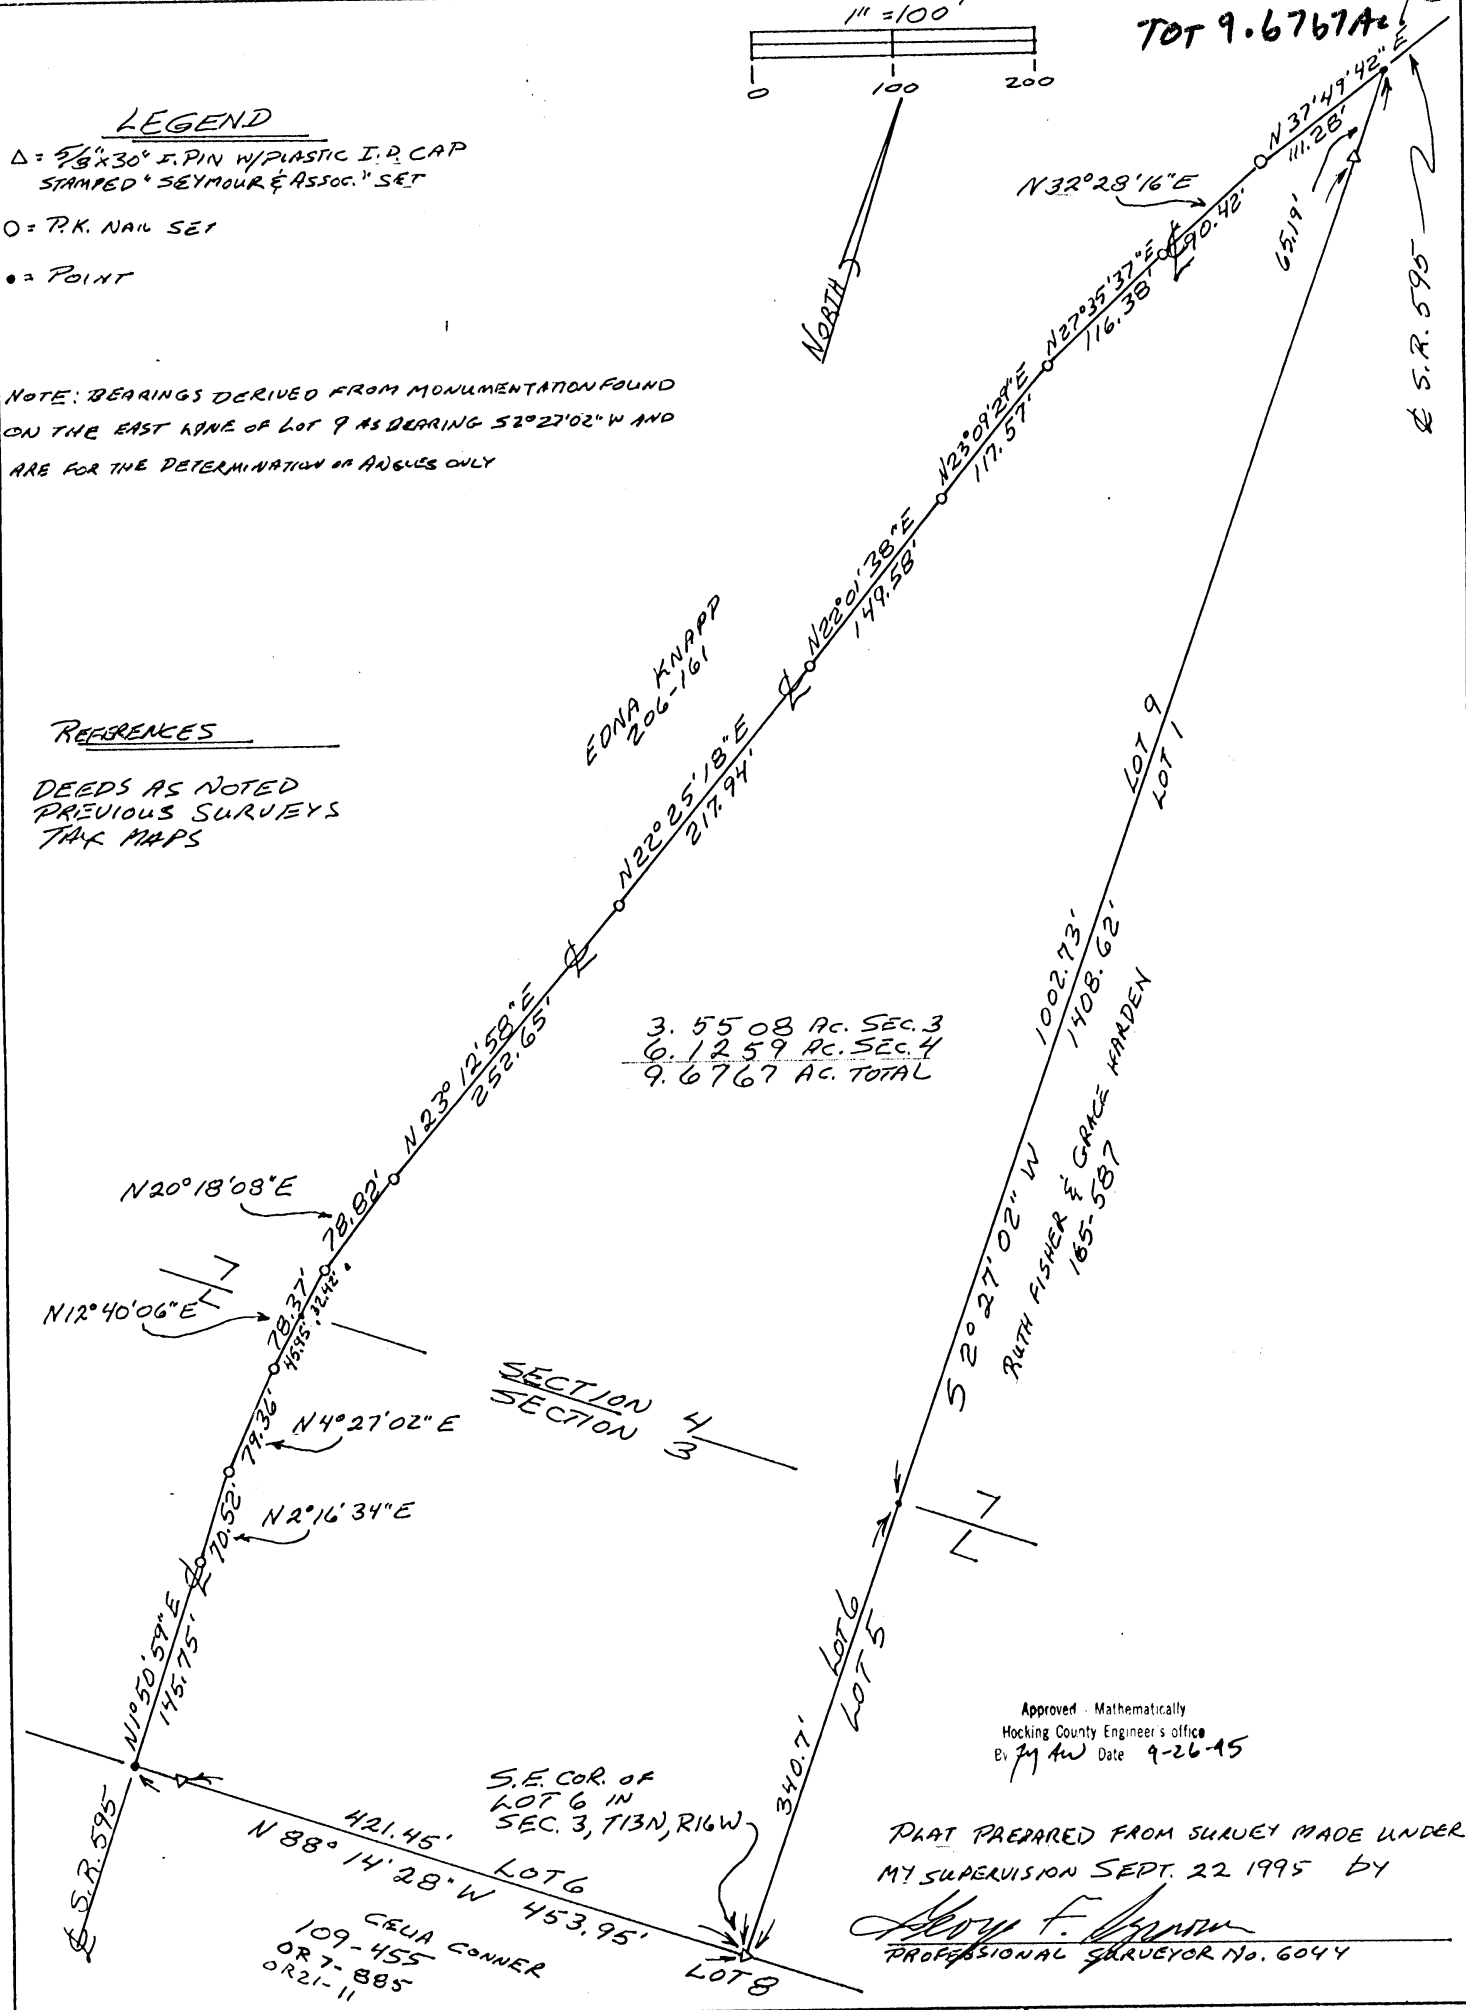 1" = 100'
0 100 200
TOT 9.6767 Ac.
LEGEND
Δ = 5/8"x30" I. PIN W/PLASTIC I.D. CAP
STAMPED "SEYMOUR & ASSOC." SET
O = P.K. NAIL SET
• = POINT
NORTH
NOTE: BEARINGS DERIVED FROM MONUMENTATION FOUND
ON THE EAST LINE OF LOT 9 AS BEARING S2°27'02"W AND
ARE FOR THE DETERMINATION OF ANGLES ONLY
N 37°49'42" E
111.28'
N32°28'16"E
90.42'
65.19'
℄ S.R. 595
N27°35'37"E
116.38'
℄
N23°09'29"E
117.57'
N22°01'38"E
149.58'
EDNA KNAPP
206-161
℄
REFERENCES
DEEDS AS NOTED
PREVIOUS SURVEYS
TAX MAPS
LOT 9
LOT 1
N22°25'18"E
217.94'
℄
N 23°12'58"E
252.65'
3.5508 AC. SEC. 3
6.1259 AC. SEC. 4
9.6767 AC. TOTAL
1002.73'
1408.62'
S 2°27'02" W
RUTH FISHER & GRACE HARDEN
165-587
N20°18'08"E
78.82'
N12°40'06"E
78.37'
45.95' 32.42'
SECTION 4
SECTION 3
N4°27'02"E
79.36'
N2°16'34"E
70.52'
℄
N1°50'59"E
145.75'
LOT 6
LOT 5
340.7'
℄ S.R. 595
421.45' LOT 6
N 88°14'28" W 453.95'
LOT 8
S.E. COR. OF
LOT 6 IN
SEC. 3, T13N, R16W
CELIA CONNER
109-455
OR 7-885
OR21-11
Approved - Mathematically
Hocking County Engineer's office
By Date 9-26-95
PLAT PREPARED FROM SURVEY MADE UNDER
MY SUPERVISION SEPT. 22 1995 by
George F. Seymour
PROFESSIONAL SURVEYOR No. 6044